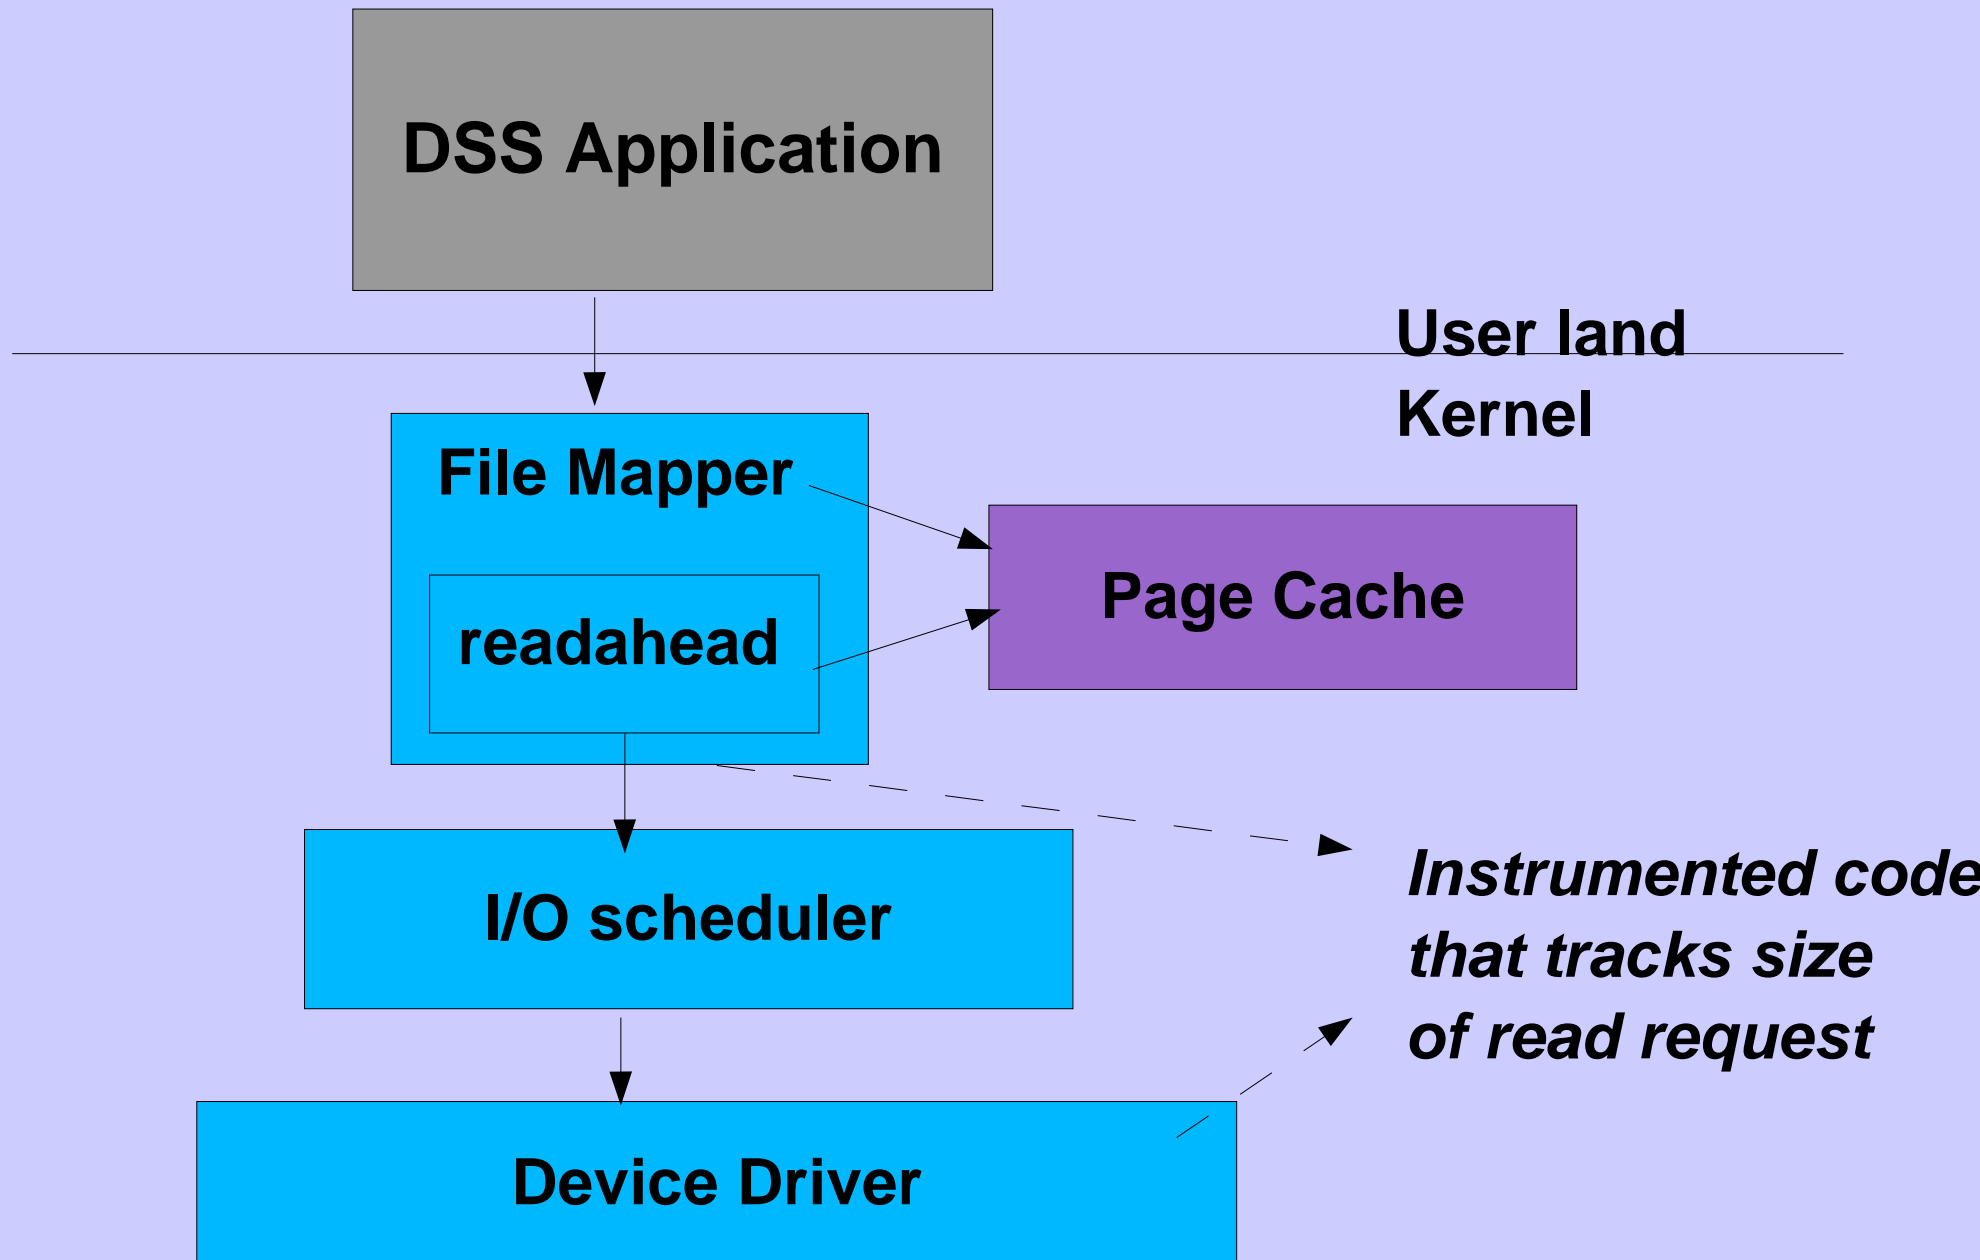 DSS Application
User land
Kernel
File Mapper
Page Cache
readahead
Instrumented code
I/O scheduler
that tracks size
of read request
Device Driver